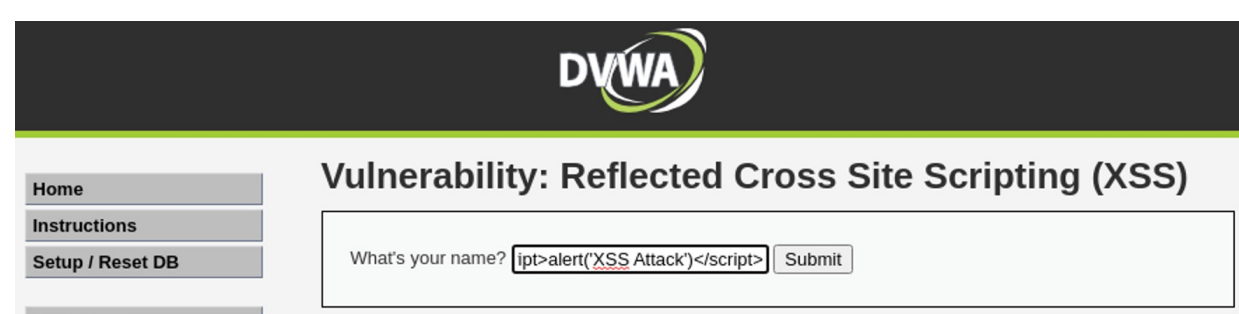 DVWA
Home
Instructions
Setup / Reset DB
Vulnerability: Reflected Cross Site Scripting (XSS)
What's your name? ipt>alert('XSS Attack')</script> Submit